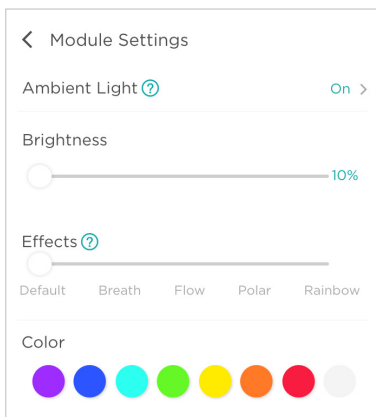 Module Settings
Ambient Light ? On >
Brightness
10%
Effects ?
Default Breath Flow Polar Rainbow
Color